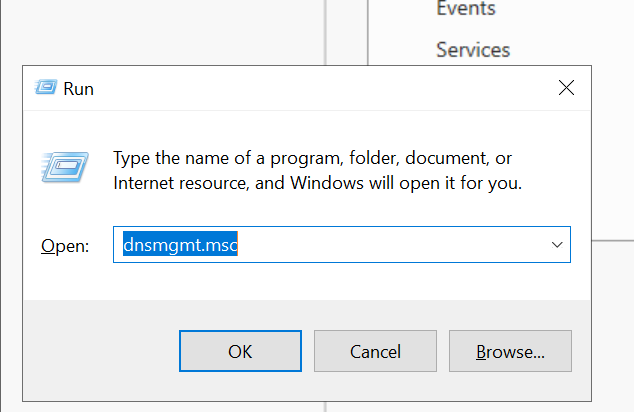 Events
Services
Run
Type the name of a program, folder, document, or
Internet resource, and Windows will open it for you.
Open: dnsmgmt.msc
OK Cancel Browse...